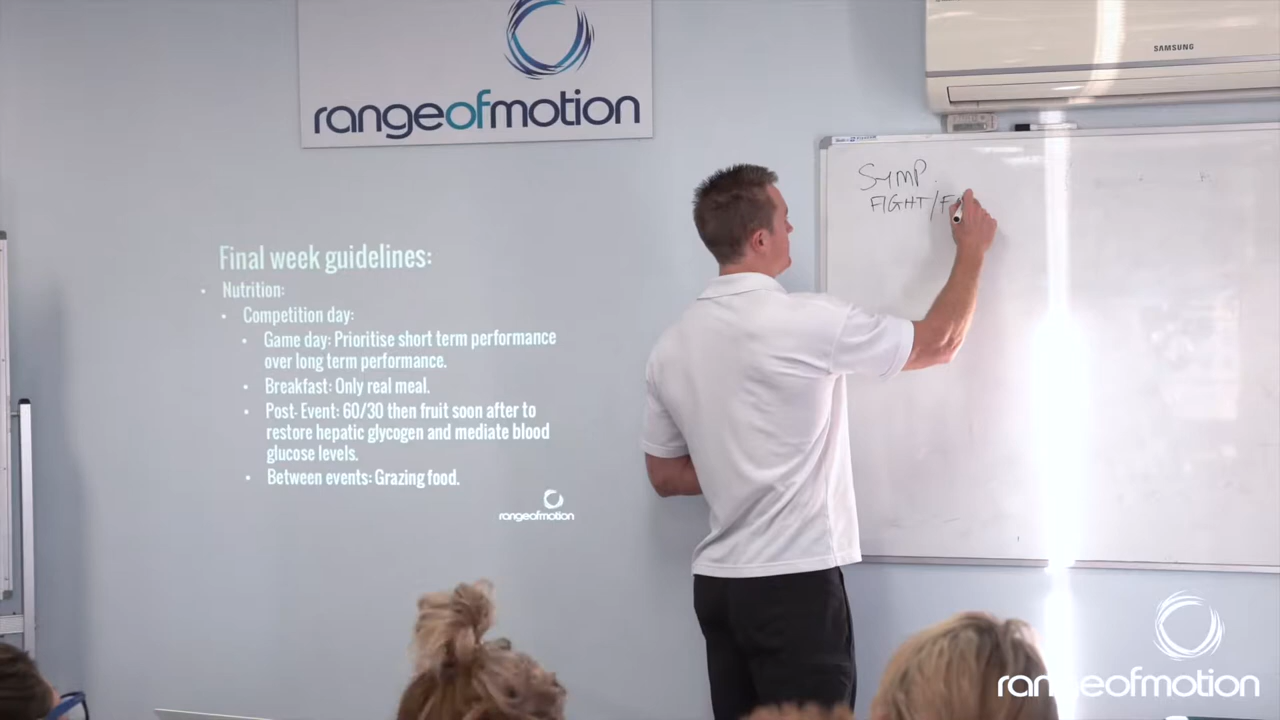 rangeofmotion
SAMSUNG
SYMP.
FIGHT/F
Final week guidelines:
• Nutrition:
• Competition day:
• Game day: Prioritise short term performance
over long term performance.
• Breakfast: Only real meal.
• Post- Event: 60/30 then fruit soon after to
restore hepatic glycogen and mediate blood
glucose levels.
• Between events: Grazing food.
rangeofmotion
rangeofmotion